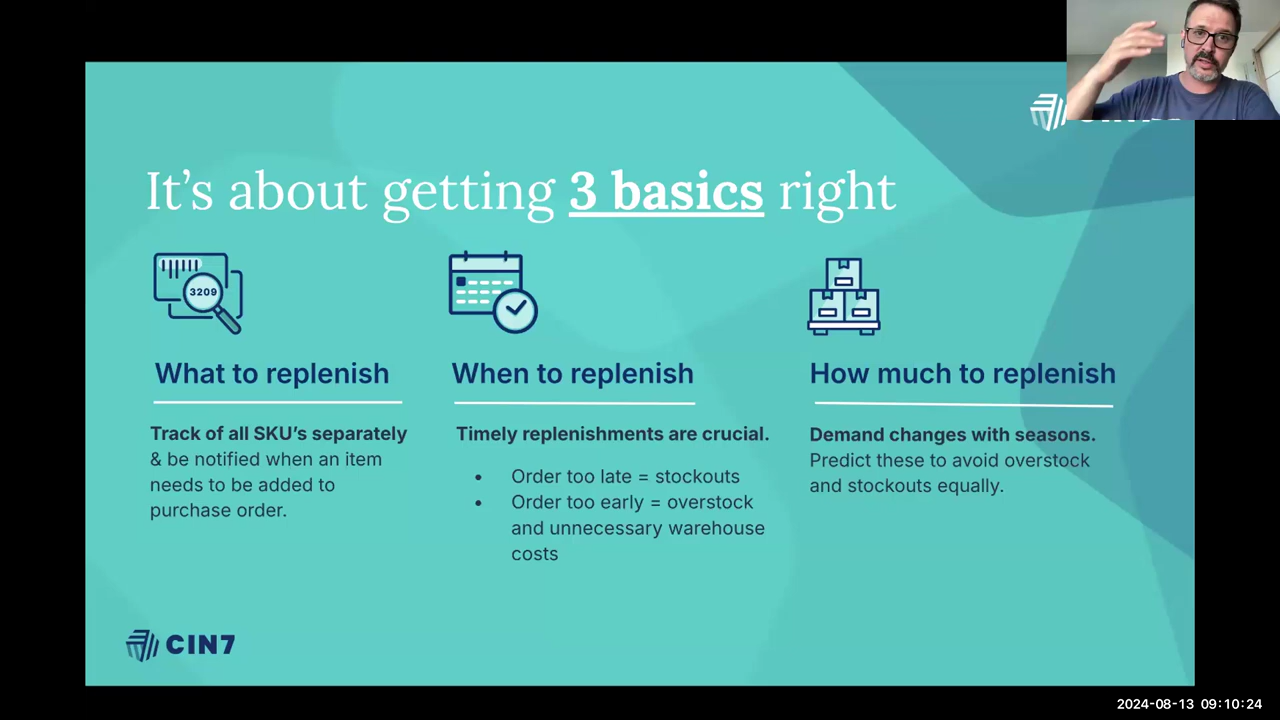 It's about getting 3 basics right
3209
What to replenish
Track of all SKU's separately
& be notified when an item
needs to be added to
purchase order.
When to replenish
Timely replenishments are crucial.
• Order too late = stockouts
• Order too early = overstock
and unnecessary warehouse
costs
How much to replenish
Demand changes with seasons.
Predict these to avoid overstock
and stockouts equally.
CIN7
2024-08-13 09:10:24